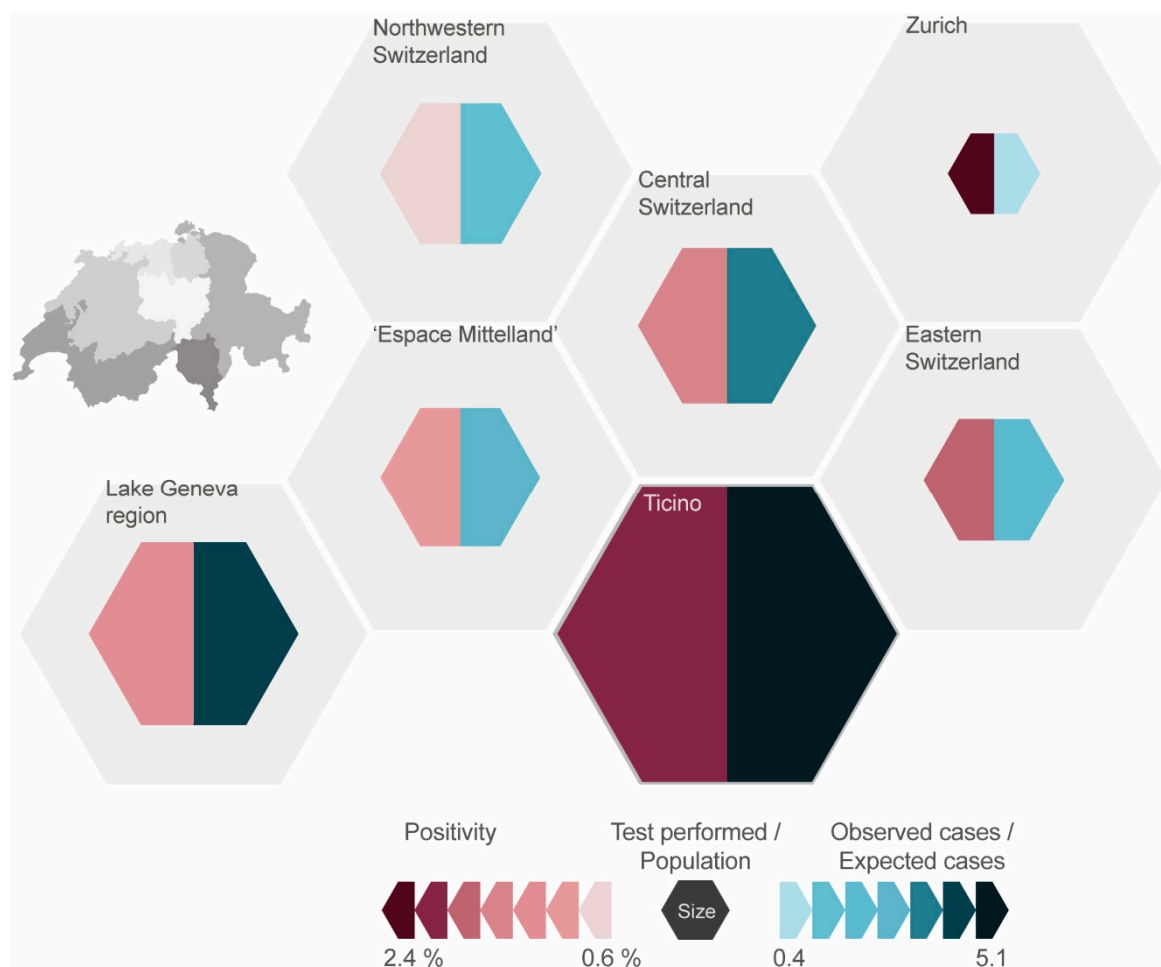 Northwestern
Switzerland
Zurich
Central
Switzerland
‘Espace Mittelland’
Eastern
Switzerland
Lake Geneva
region
Ticino
Positivity
Test performed /
Population
Observed cases /
Expected cases
Size
2.4 %
0.6 %
0.4
5.1